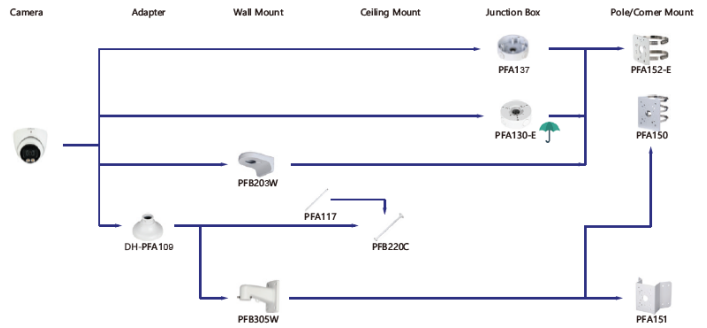 Camera
Adapter
Wall Mount
Ceiling Mount
Junction Box
Pole/Corner Mount
PFA137
PFA152-E
PFA130-E
PFA150
PFB203W
PFA117
DH-PFA109
PFB220C
PFB305W
PFA151